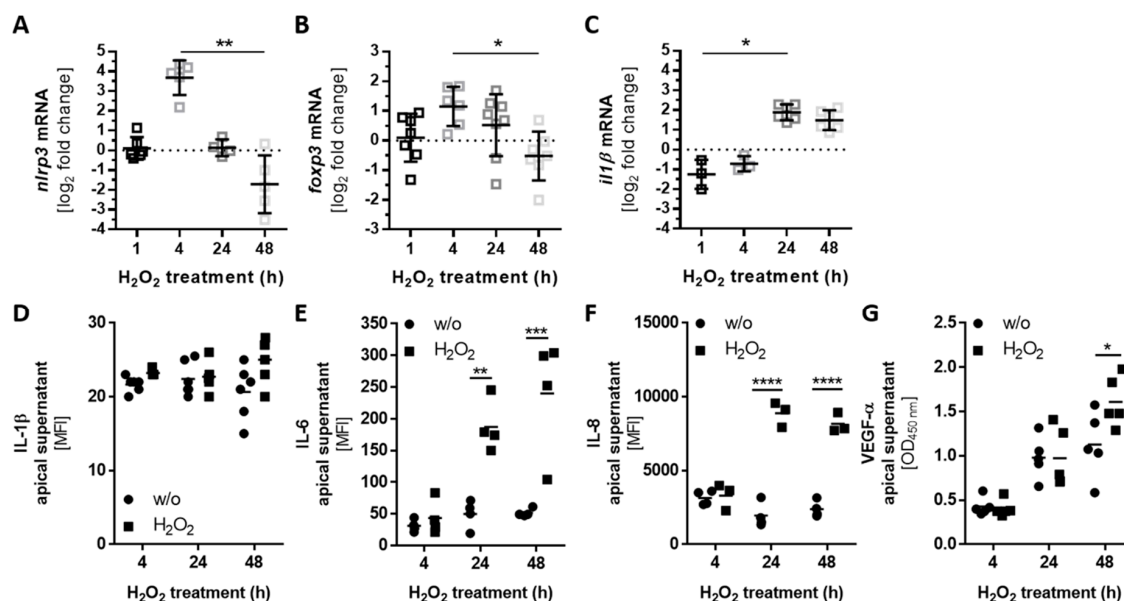 A
B
C
**
*
*
nlrp3 mRNA
[log2 fold change]
5
4
3
2
1
0
-1
-2
-3
-4
1 4 24 48
H2O2 treatment (h)
foxp3 mRNA
[log2 fold change]
3
2
1
0
-1
-2
-3
1 4 24 48
H2O2 treatment (h)
il1β mRNA
[log2 fold change]
5
4
3
2
1
0
-1
-2
-3
-4
1 4 24 48
H2O2 treatment (h)
D
IL-1β
apical supernatant
[MFI]
30
20
10
0
w/o
H2O2
4 24 48
H2O2 treatment (h)
E
IL-6
apical supernatant
[MFI]
350
300
250
200
150
100
50
0
w/o
H2O2
**
***
4 24 48
H2O2 treatment (h)
F
IL-8
apical supernatant
[MFI]
15000
10000
5000
0
w/o
H2O2
****
****
4 24 48
H2O2 treatment (h)
G
VEGF-α
apical supernatant
[OD450 nm]
2.5
2.0
1.5
1.0
0.5
0.0
w/o
H2O2
*
4 24 48
H2O2 treatment (h)